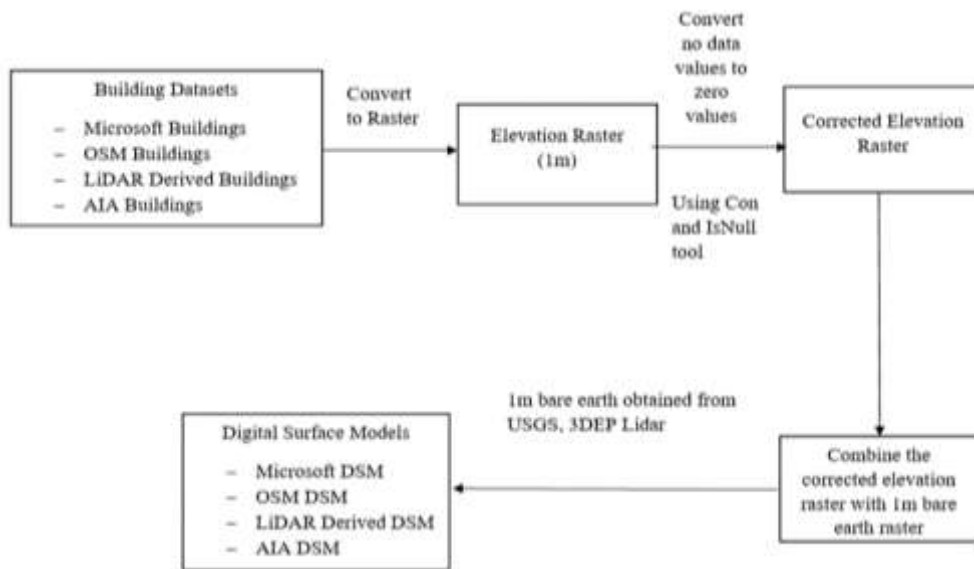 Building Datasets
– Microsoft Buildings
– OSM Buildings
– LiDAR Derived Buildings
– AIA Buildings
Convert
to Raster
Elevation Raster
(1m)
Convert
no data
values to
zero
values
Using Con
and IsNull
tool
Corrected Elevation
Raster
Combine the
corrected elevation
raster with 1m bare
earth raster
1m bare earth obtained from
USGS, 3DEP Lidar
Digital Surface Models
– Microsoft DSM
– OSM DSM
– LiDAR Derived DSM
– AIA DSM